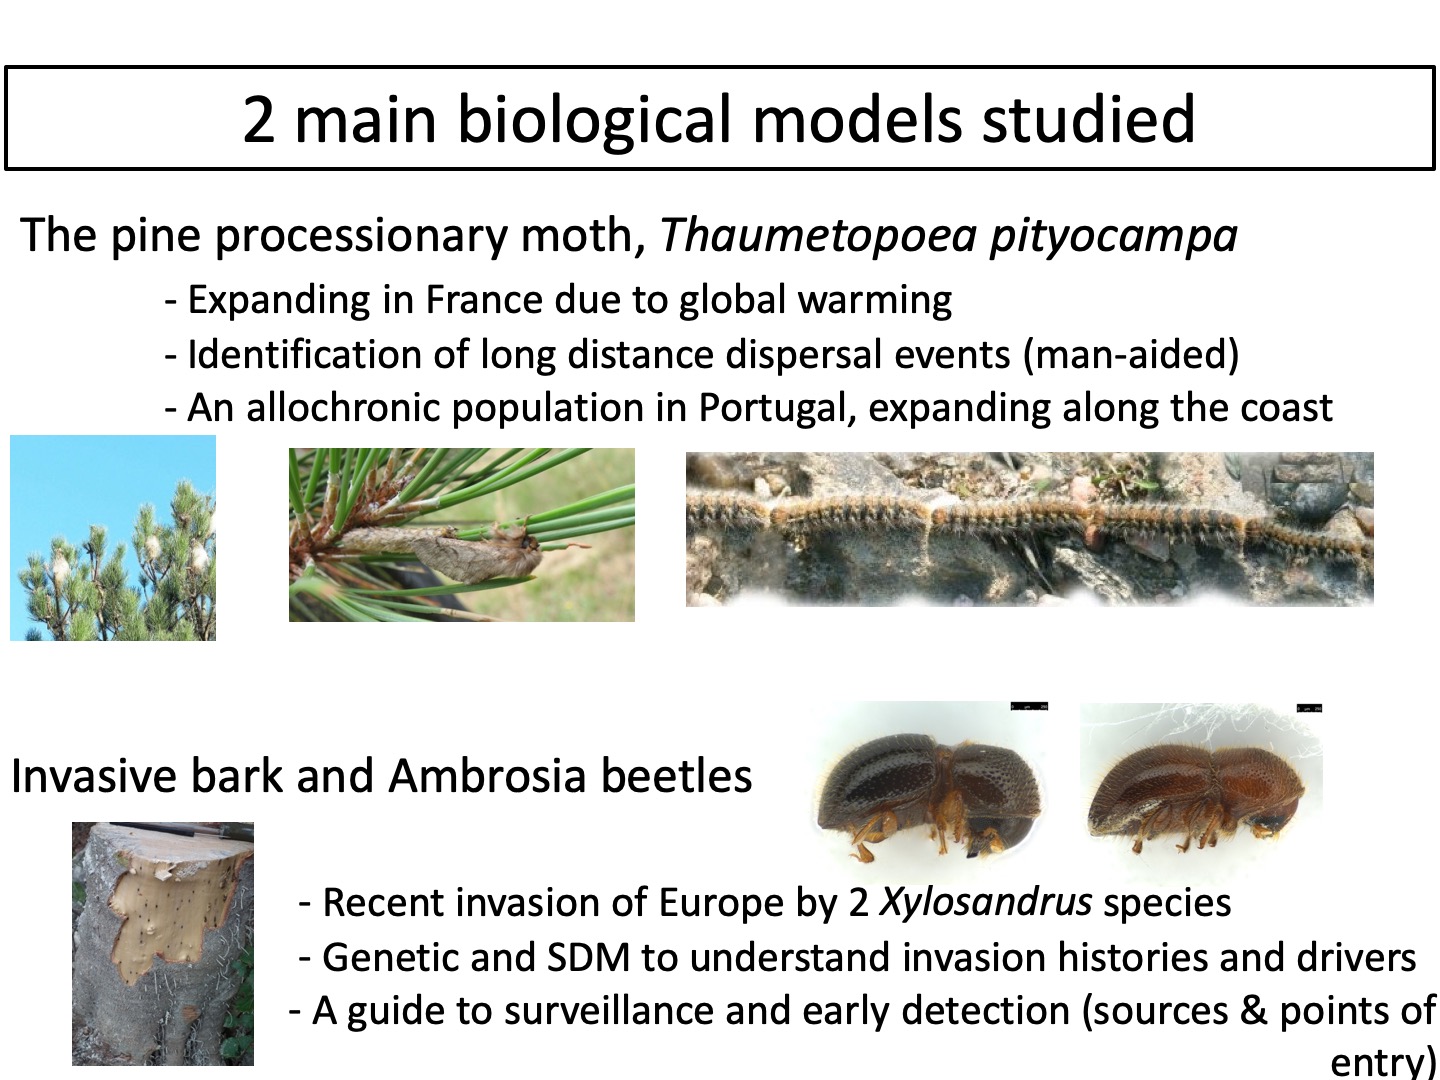 2 main biological models studied
The pine processionary moth, Thaumetopoea pityocampa
- Expanding in France due to global warming
- Identification of long distance dispersal events (man-aided)
- An allochronic population in Portugal, expanding along the coast
Invasive bark and Ambrosia beetles
- Recent invasion of Europe by 2 Xylosandrus species
- Genetic and SDM to understand invasion histories and drivers
- A guide to surveillance and early detection (sources & points of
entry)